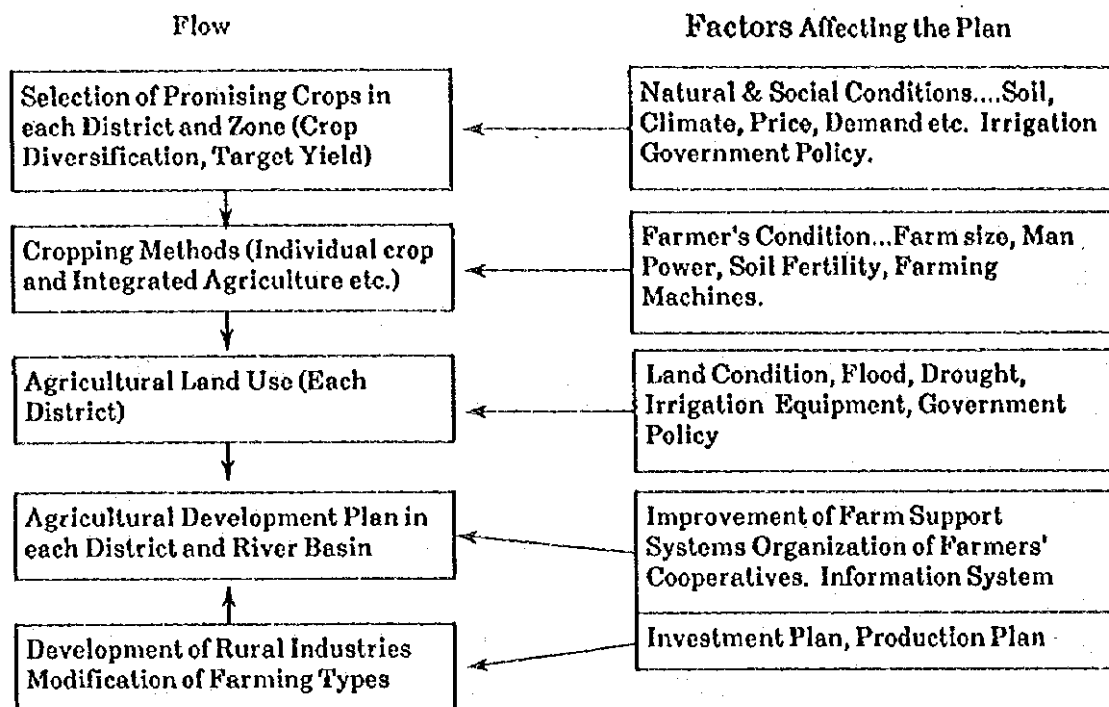 Flow
Factors Affecting the Plan
Selection of Promising Crops in
each District and Zone (Crop
Diversification, Target Yield)
Natural & Social Conditions....Soil,
Climate, Price, Demand etc. Irrigation
Government Policy.
Cropping Methods (Individual crop
and Integrated Agriculture etc.)
Farmer's Condition...Farm size, Man
Power, Soil Fertility, Farming
Machines.
Agricultural Land Use (Each
District)
Land Condition, Flood, Drought,
Irrigation Equipment, Government
Policy
Agricultural Development Plan in
each District and River Basin
Improvement of Farm Support
Systems Organization of Farmers'
Cooperatives. Information System
Development of Rural Industries
Modification of Farming Types
Investment Plan, Production Plan